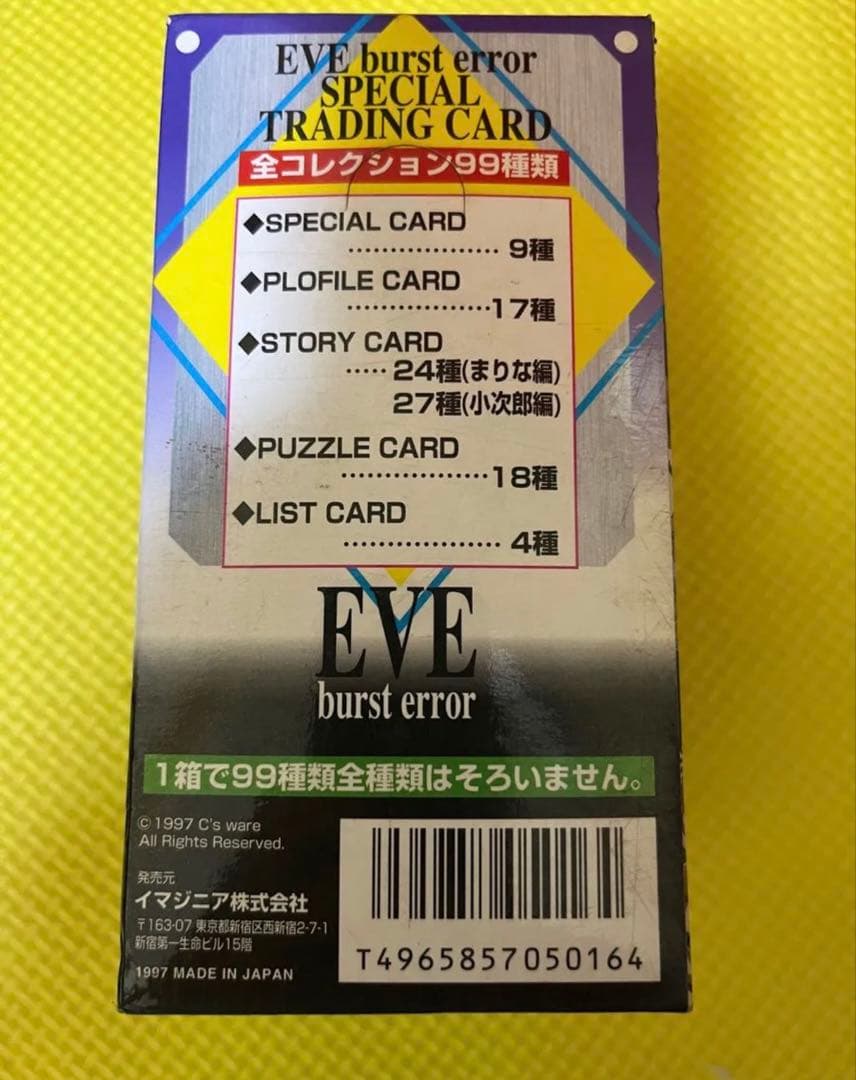 EVE burst error
SPECIAL
TRADING CARD
全コレクション99種類
◆SPECIAL CARD
·················· 9種
◆PLOFILE CARD
·················17種
◆STORY CARD
····· 24種(まりな編)
27種(小次郎編)
◆PUZZLE CARD
·················18種
◆LIST CARD
·················· 4種
EVE
burst error
1箱で99種類全種類はそろいません。
© 1997 C's ware
All Rights Reserved.
発売元
イマジニア株式会社
〒163-07 東京都新宿区西新宿2-7-1
新宿第一生命ビル15階
1997 MADE IN JAPAN
T4965857050164